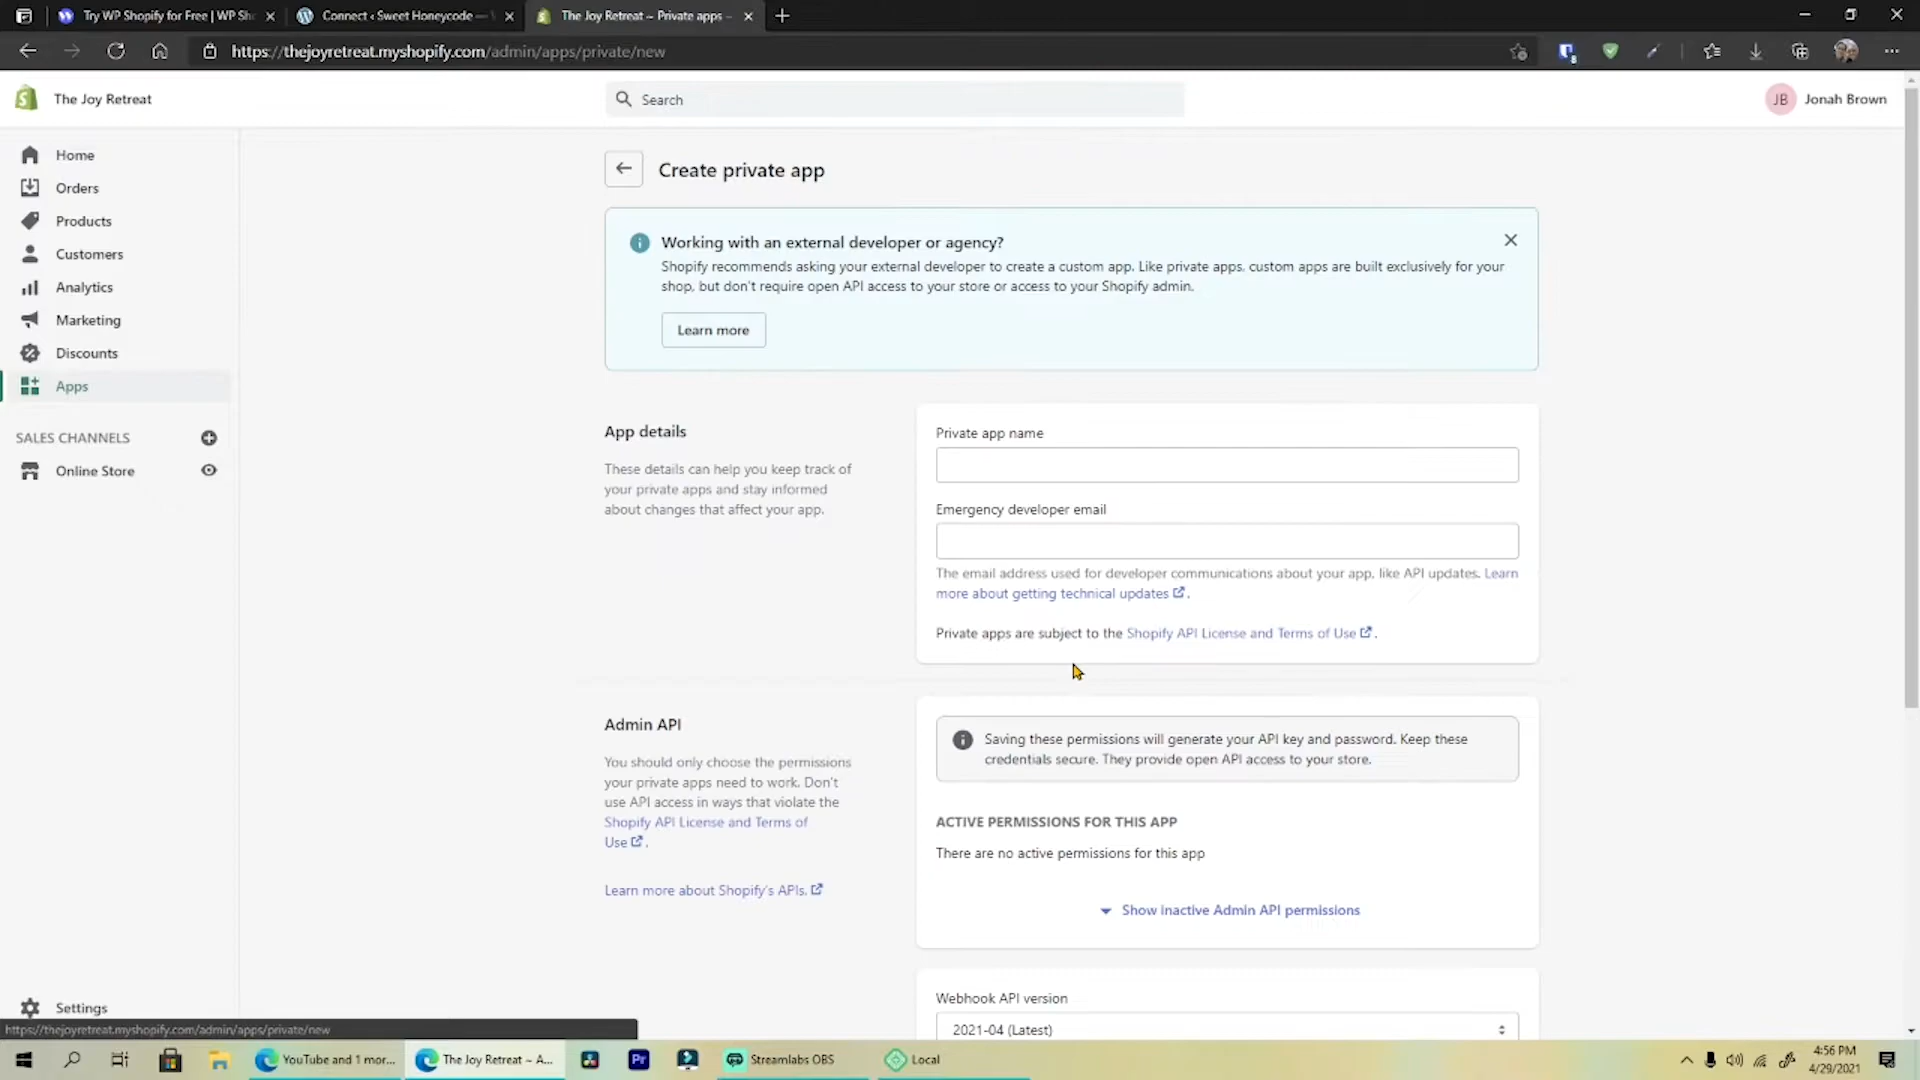 Try WP Shopify for Free | WP Sh
Connect ‹ Sweet Honeycode —
The Joy Retreat ~ Private apps ~
https://thejoyretreat.myshopify.com/admin/apps/private/new
8
The Joy Retreat
Search
JB
Jonah Brown
Home
Orders
Products
Customers
Analytics
Marketing
Discounts
Apps
SALES CHANNELS
Online Store
Settings
Create private app
Working with an external developer or agency?
Shopify recommends asking your external developer to create a custom app. Like private apps, custom apps are built exclusively for your
shop, but don't require open API access to your store or access to your Shopify admin.
Learn more
App details
These details can help you keep track of
your private apps and stay informed
about changes that affect your app.
Private app name
Emergency developer email
The email address used for developer communications about your app, like API updates. Learn
more about getting technical updates .
Private apps are subject to the Shopify API License and Terms of Use .
Admin API
You should only choose the permissions
your private apps need to work. Don't
use API access in ways that violate the
Shopify API License and Terms of
Use .
Learn more about Shopify's APIs.
Saving these permissions will generate your API key and password. Keep these
credentials secure. They provide open API access to your store.
ACTIVE PERMISSIONS FOR THIS APP
There are no active permissions for this app
Show inactive Admin API permissions
Webhook API version
2021-04 (Latest)
https://thejoyretreat.myshopify.com/admin/apps/private/new
YouTube and 1 mor...
The Joy Retreat ~ A...
Pr
Streamlabs OBS
Local
4:56 PM
4/29/2021